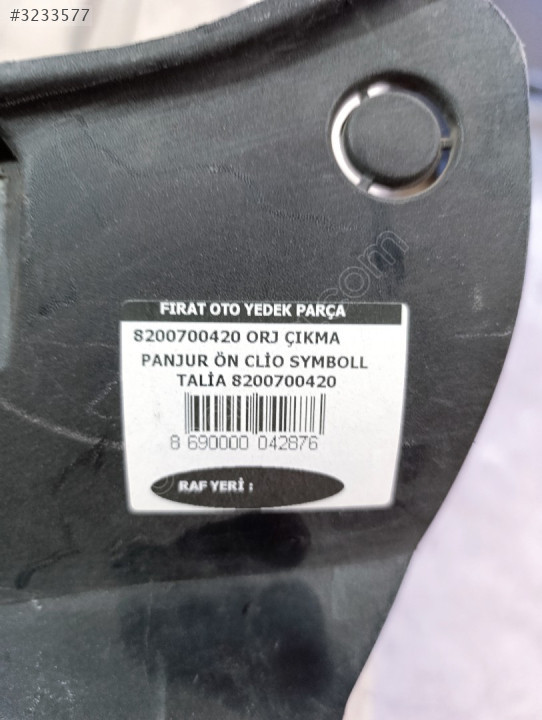 #3233577
FIRAT OTO YEDEK PARÇA
8200700420 ORJ ÇIKMA
PANJUR ÖN CLİO SYMBOLL
TALİA 8200700420
8 690000 042876
RAF YERİ :